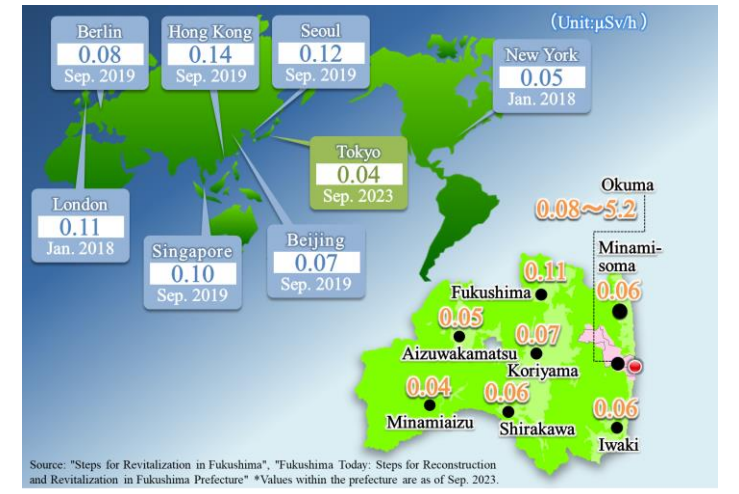 (Unit:μSv/h)
Berlin
0.08
Sep. 2019
Hong Kong
0.14
Sep. 2019
Seoul
0.12
Sep. 2019
New York
0.05
Jan. 2018
Tokyo
0.04
Sep. 2023
London
0.11
Jan. 2018
Singapore
0.10
Sep. 2019
Beijing
0.07
Sep. 2019
Okuma
0.08～5.2
Minami-
soma
0.06
0.11
Fukushima
0.05
Aizuwakamatsu
0.07
Koriyama
0.04
Minamiaizu
0.06
Shirakawa
0.06
Iwaki
Source: "Steps for Revitalization in Fukushima", "Fukushima Today: Steps for Reconstruction
and Revitalization in Fukushima Prefecture" *Values within the prefecture are as of Sep. 2023.